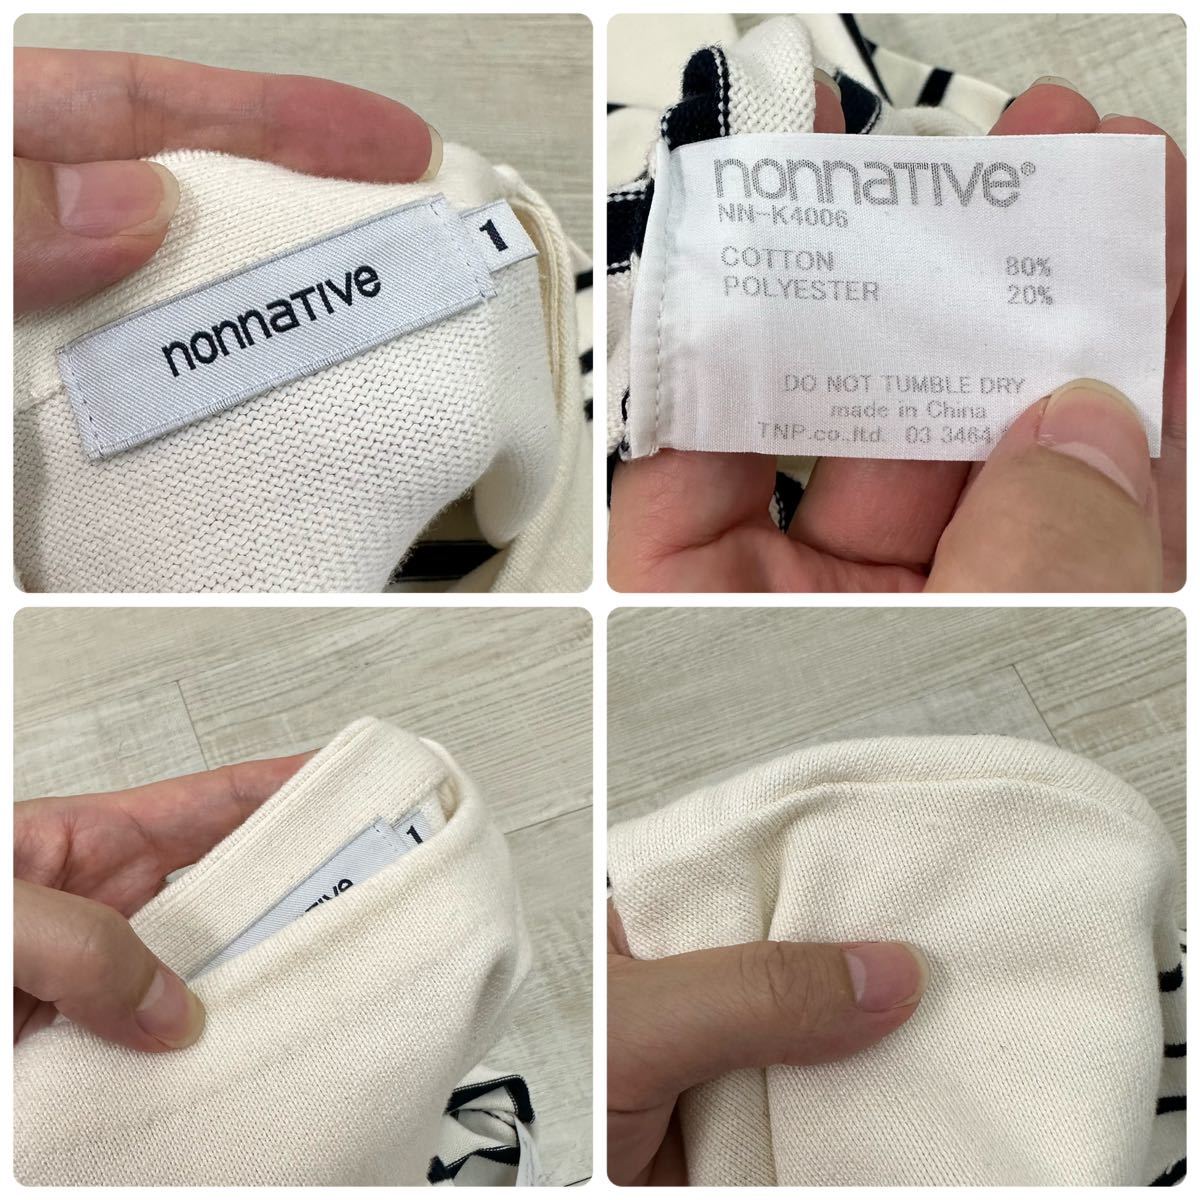 nonnative
1
nonnative®
NN-K4006
COTTON 80%
POLYESTER 20%
DO NOT TUMBLE DRY
made in China
TNP.co.,ltd. 03 3464
1